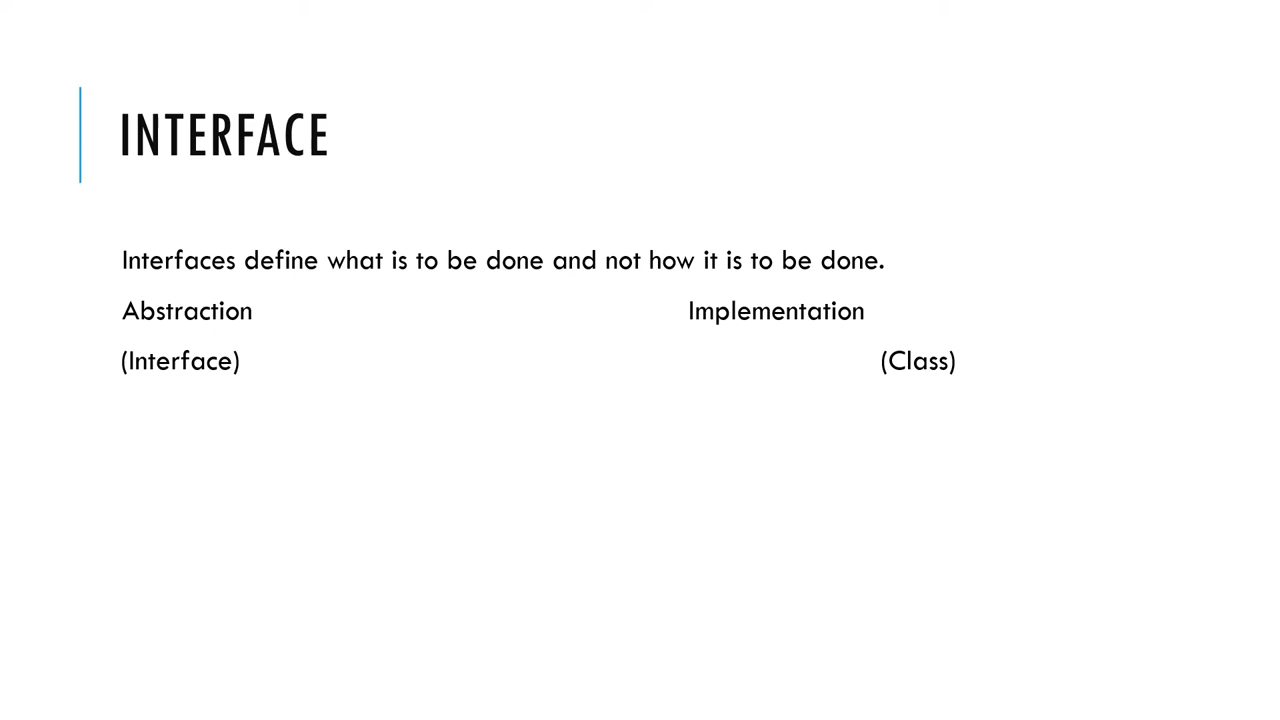 INTERFACE
Interfaces define what is to be done and not how it is to be done.
Abstraction Implementation
(Interface) (Class)